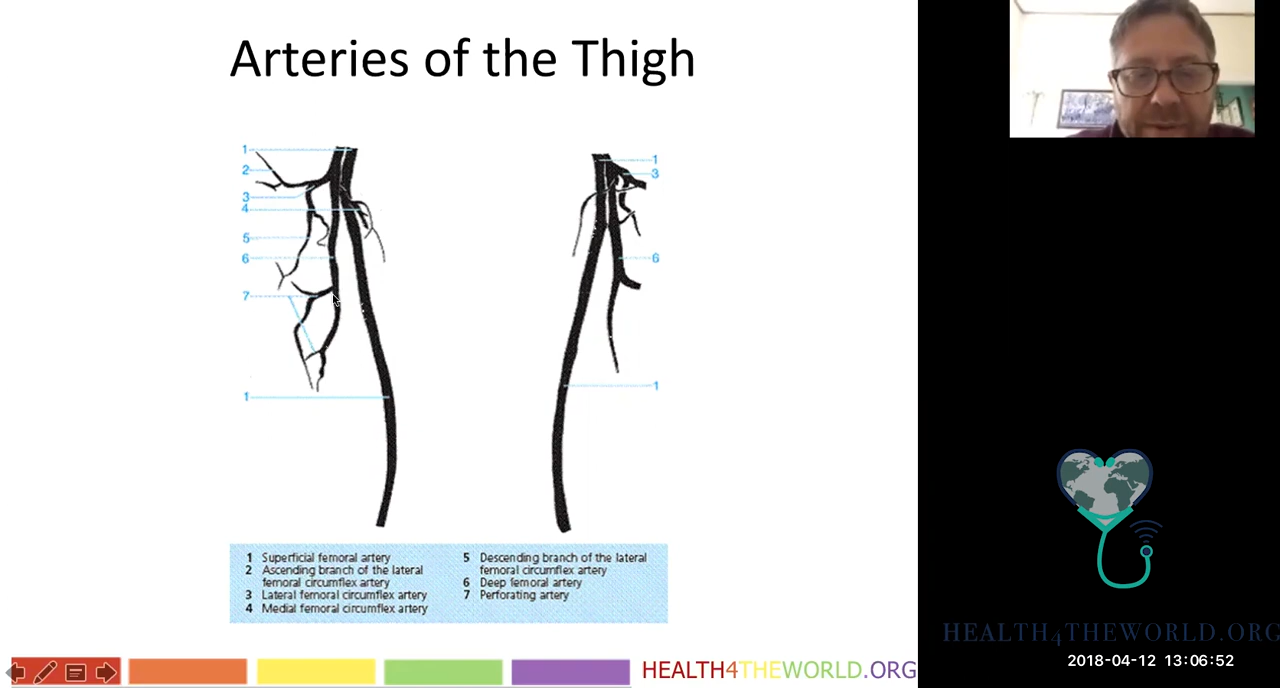 Arteries of the Thigh
1
2
3
4
5
6
7
1
1
3
6
1
1 Superficial femoral artery
2 Ascending branch of the lateral
femoral circumflex artery
3 Lateral femoral circumflex artery
4 Medial femoral circumflex artery
5 Descending branch of the lateral
femoral circumflex artery
6 Deep femoral artery
7 Perforating artery
HEALTH4THEWORLD.ORG
HEALTH4THEWORLD.ORG
2018-04-12 13:06:52